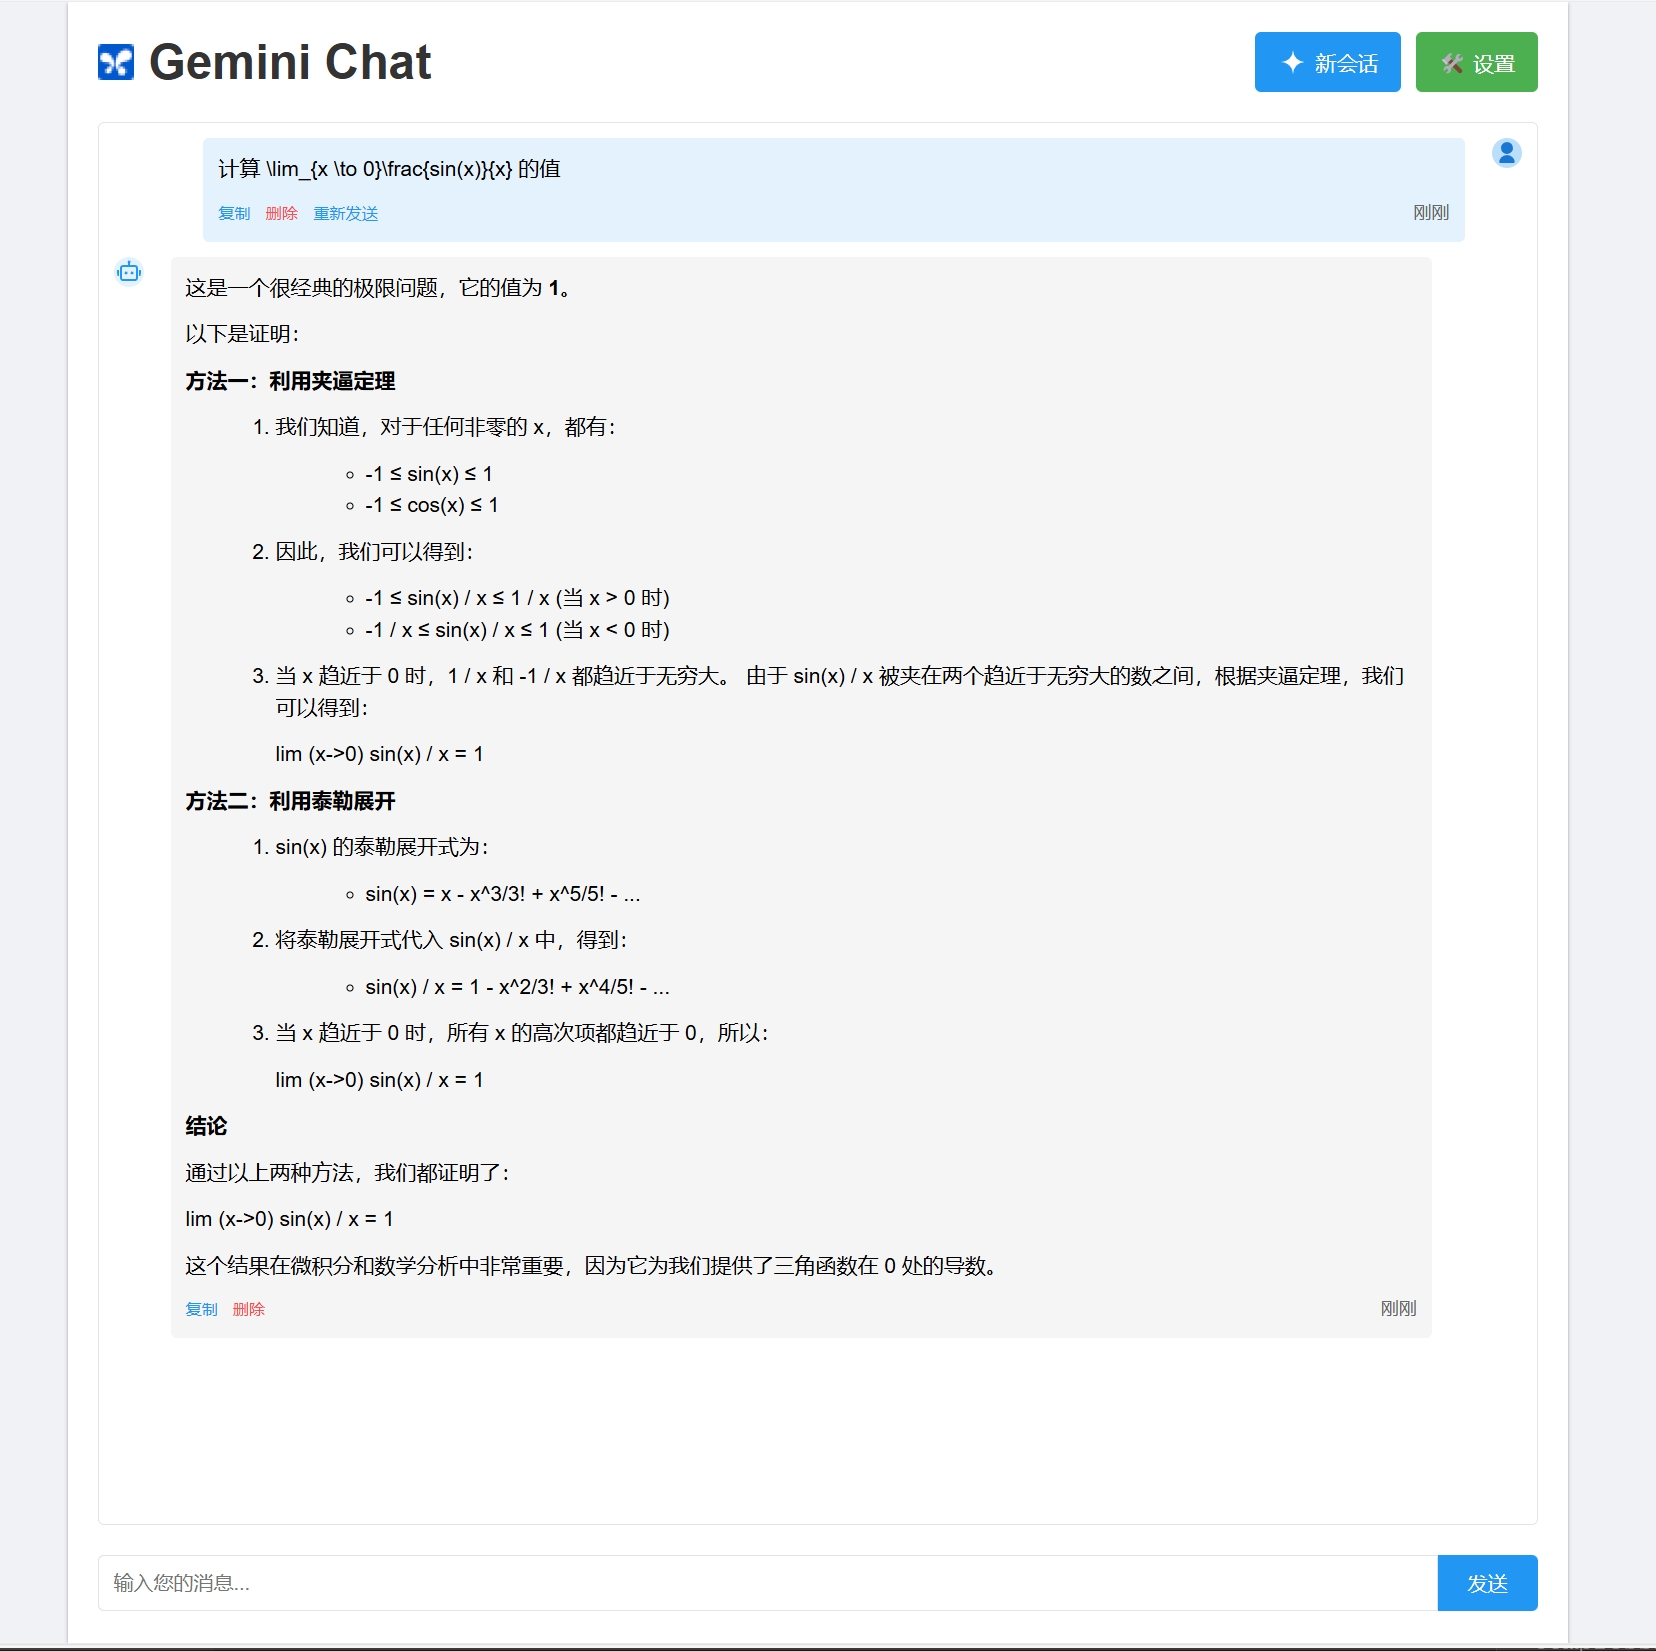 Gemini Chat
新会话
设置
计算 \lim_{x \to 0}\frac{sin(x)}{x} 的值
复制 删除 重新发送 刚刚
这是一个很经典的极限问题，它的值为 1。
以下是证明：
方法一：利用夹逼定理
1. 我们知道，对于任何非零的 x，都有：
-1 ≤ sin(x) ≤ 1
-1 ≤ cos(x) ≤ 1
2. 因此，我们可以得到：
-1 ≤ sin(x) / x ≤ 1 / x (当 x > 0 时)
-1 / x ≤ sin(x) / x ≤ 1 (当 x < 0 时)
3. 当 x 趋近于 0 时，1 / x 和 -1 / x 都趋近于无穷大。 由于 sin(x) / x 被夹在两个趋近于无穷大的数之间，根据夹逼定理，我们
可以得到：
lim (x->0) sin(x) / x = 1
方法二：利用泰勒展开
1. sin(x) 的泰勒展开式为：
sin(x) = x - x^3/3! + x^5/5! - ...
2. 将泰勒展开式代入 sin(x) / x 中，得到：
sin(x) / x = 1 - x^2/3! + x^4/5! - ...
3. 当 x 趋近于 0 时，所有 x 的高次项都趋近于 0，所以：
lim (x->0) sin(x) / x = 1
结论
通过以上两种方法，我们都证明了：
lim (x->0) sin(x) / x = 1
这个结果在微积分和数学分析中非常重要，因为它为我们提供了三角函数在 0 处的导数。
复制 删除 刚刚
输入您的消息...
发送